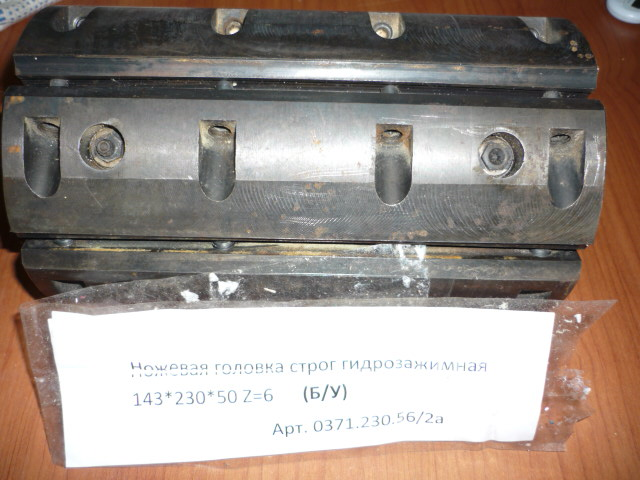 Ножевая головка строг гидрозажимная
143*230*50 Z=6 (Б/У)
Арт. 0371.230.56/2а